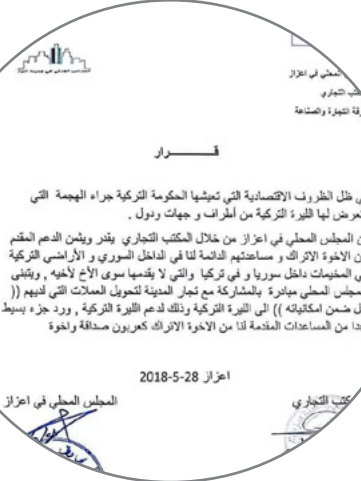 المجلس المحلي في اعزاز
المكتب التجاري
غرفة التجارة والصناعة
قـــــــرار
في ظل الظروف الاقتصادية التي تعيشها الحكومة التركية جراء الهجمة التي
تتعرض لها الليرة التركية من أطراف و جهات ودول .
ان المجلس المحلي في اعزاز من خلال المكتب التجاري يقدر ويثمن الدعم المقدم
من الاخوة الاتراك و مساعدتهم الدائمة لنا في الداخل السوري و الأراضي التركية
في المخيمات داخل سوريا و في تركيا والتي لا يقدمها سوى الأخ لأخيه , ويتبنى
المجلس المحلي مبادرة بالمشاركة مع تجار المدينة لتحويل العملات التي لديهم ((
كل ضمن امكانياته )) الى الليرة التركية وذلك لدعم الليرة التركية , ورد جزء بسيط
جدا من المساعدات المقدمة لنا من الاخوة الاتراك كعربون صداقة واخوة
اعزاز 28-5-2018
المكتب التجاري
المجلس المحلي في اعزاز